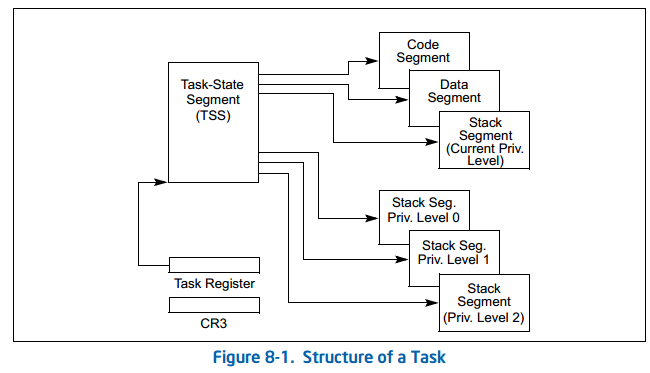 Code
Segment
Task-State
Segment
(TSS)
Data
Segment
Stack
Segment
(Current Priv.
Level)
Stack Seg.
Priv. Level 0
Stack Seg.
Priv. Level 1
Stack
Segment
(Priv. Level 2)
Task Register
CR3
Figure 8-1. Structure of a Task